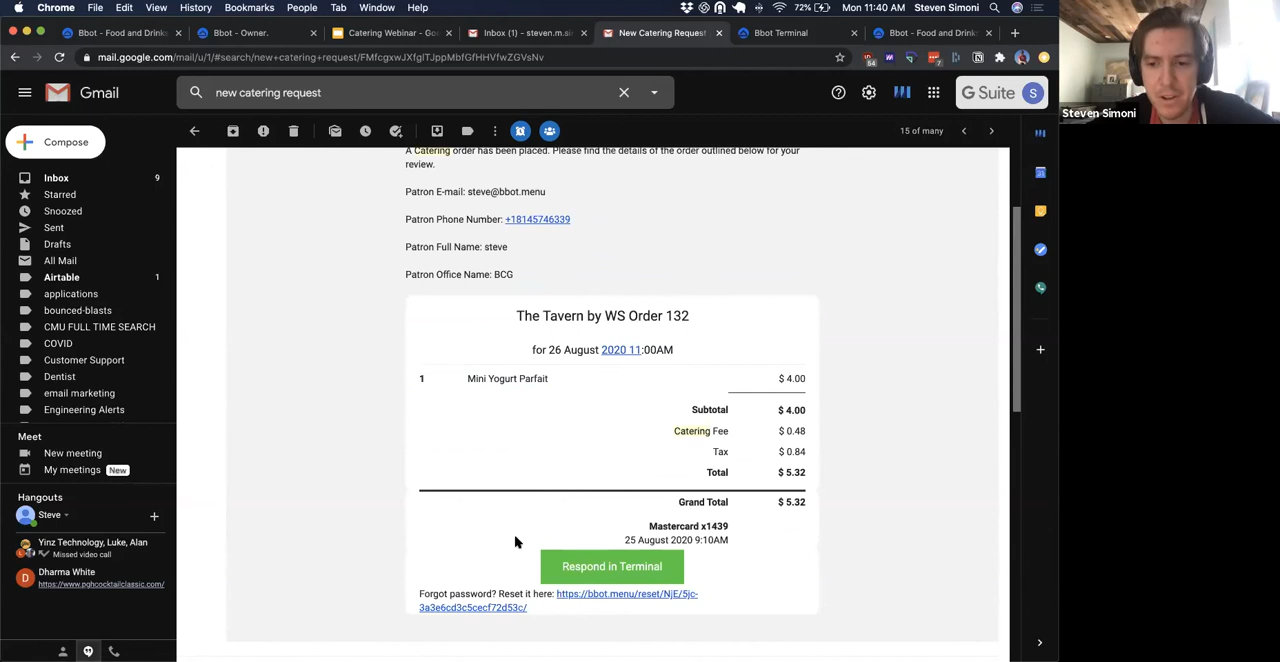 Chrome File Edit View History Bookmarks People Tab Window Help
72% Mon 11:40 AM Steven Simoni
Bbot - Food and Drink
Bbot - Owner.
Catering Webinar - Go
Inbox (1) - steven.m.si
New Catering Request
Bbot Terminal
Bbot - Food and Drink
mail.google.com/mail/u/1/#search/new+catering+request/FMfcgxwJXfglTJppMbfGfHHVfwZGVsNv
54
7
Gmail
new catering request
G Suite S
Compose
15 of many
Inbox 9
Starred
Snoozed
Sent
Drafts
All Mail
Airtable 1
applications
bounced-blasts
CMU FULL TIME SEARCH
COVID
Customer Support
Dentist
email marketing
Engineering Alerts
Meet
New meeting
My meetings New
Hangouts
Steve
Yinz Technology, Luke, Alan
Missed video call
D Dharma White
https://www.pghcocktailclassic.com/
A Catering order has been placed. Please find the details of the order outlined below for your
review.
Patron E-mail: steve@bbot.menu
Patron Phone Number: +18145746339
Patron Full Name: steve
Patron Office Name: BCG
The Tavern by WS Order 132
for 26 August 2020 11:00AM
1 Mini Yogurt Parfait $ 4.00
Subtotal $ 4.00
Catering Fee $ 0.48
Tax $ 0.84
Total $ 5.32
Grand Total $ 5.32
Mastercard x1439
25 August 2020 9:10AM
Respond in Terminal
Forgot password? Reset it here: https://bbot.menu/reset/NjE/5jc-
3a3e6cd3c5cecf72d53c/
Steven Simoni